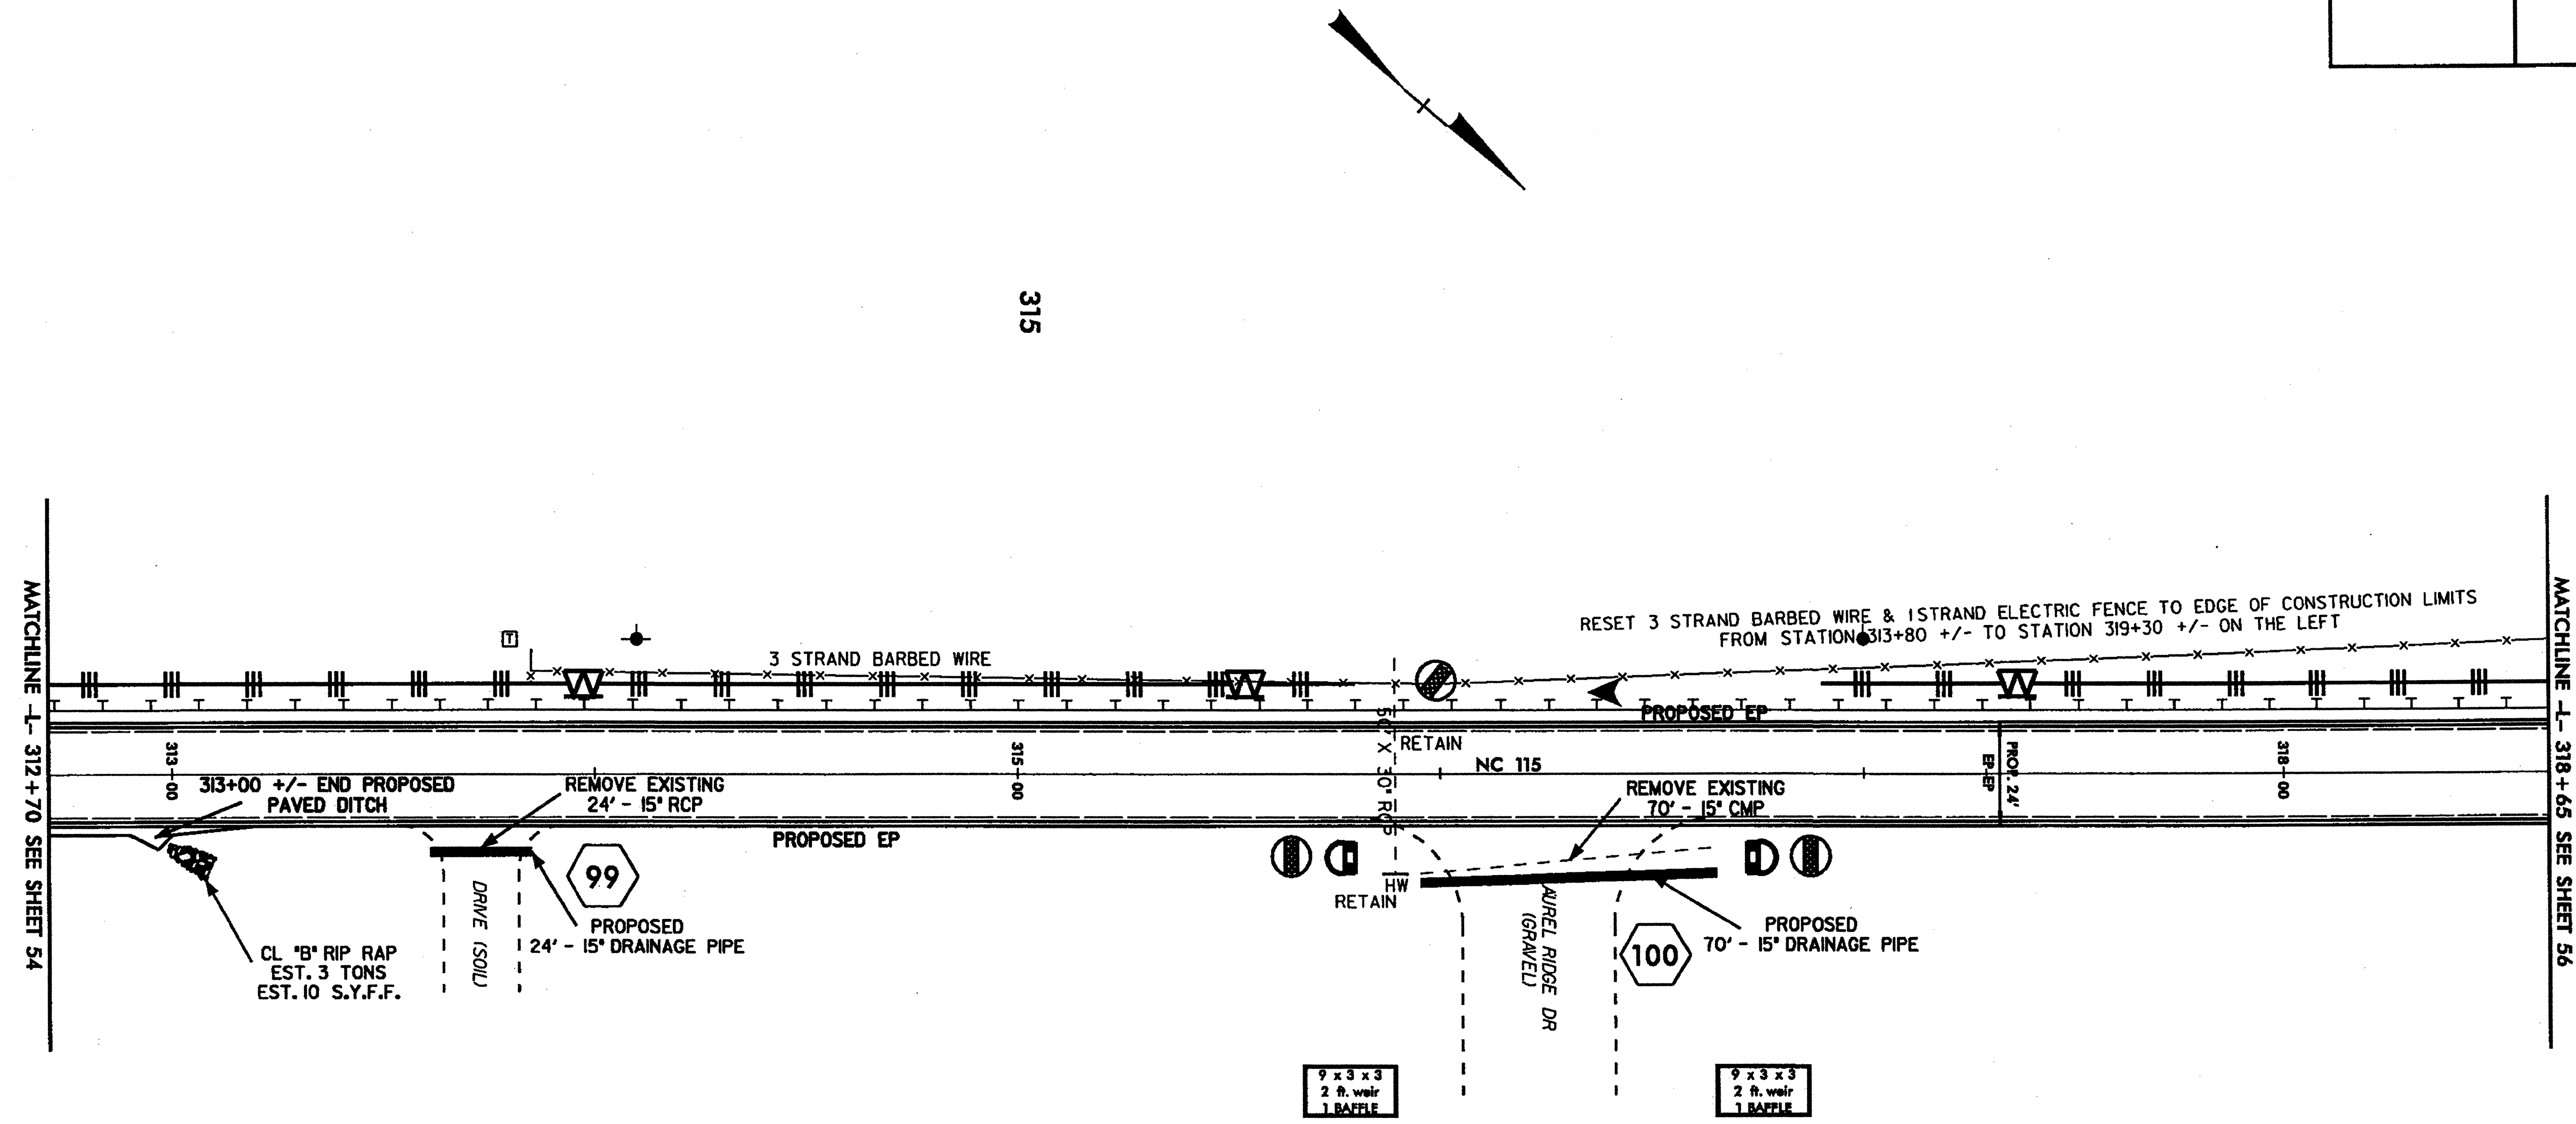 315
MATCHLINE -L- 312+70 SEE SHEET 54
MATCHLINE -L- 318+65 SEE SHEET 56
RESET 3 STRAND BARBED WIRE & 1 STRAND ELECTRIC FENCE TO EDGE OF CONSTRUCTION LIMITS
FROM STATION 313+80 +/- TO STATION 319+30 +/- ON THE LEFT
T
3 STRAND BARBED WIRE
PROPOSED EP
313+00
315+00
318+00
RETAIN
NC 115
PROP. 24'
EP-EP
313+00 +/- END PROPOSED
PAVED DITCH
REMOVE EXISTING
24' - 15" RCP
REMOVE EXISTING
70' - 15" CMP
PROPOSED EP
99
HW
RETAIN
DRIVE (SOIL)
PROPOSED
24' - 15" DRAINAGE PIPE
AUREL RIDGE DR
(GRAVEL)
100
PROPOSED
70' - 15" DRAINAGE PIPE
CL "B" RIP RAP
EST. 3 TONS
EST. 10 S.Y.F.F.
9 x 3 x 3
2 ft. weir
1 BAFFLE
9 x 3 x 3
2 ft. weir
1 BAFFLE